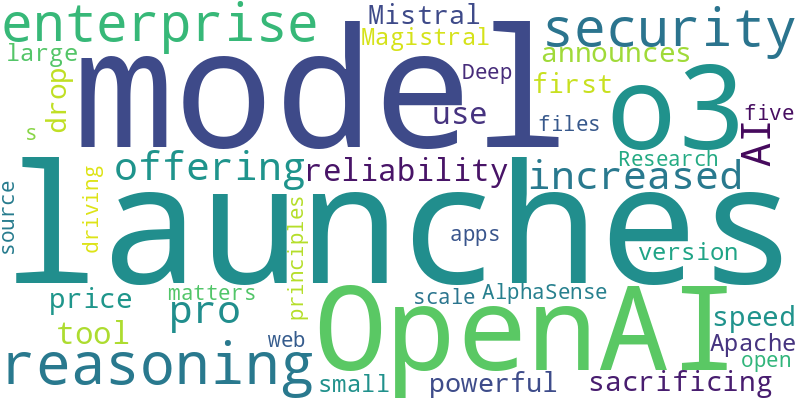 enterprise
Mistral
security
large
Magistral
announces
model
drop
Deep
first
o3
use
files
five
s
AI
offering
reliability
Research
increased
source
driving
launches
principles
apps
version
price
matters
scale
AlphaSense
pro
OpenAI
speed
tool
web
Apache
reasoning
open
small
powerful
sacrificing